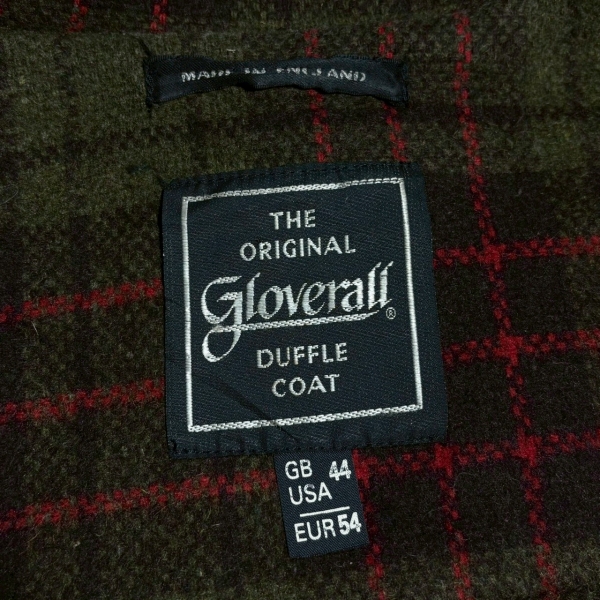 MADE IN ENGLAND
THE
ORIGINAL
Gloverall®
DUFFLE
COAT
GB 44
USA
EUR 54